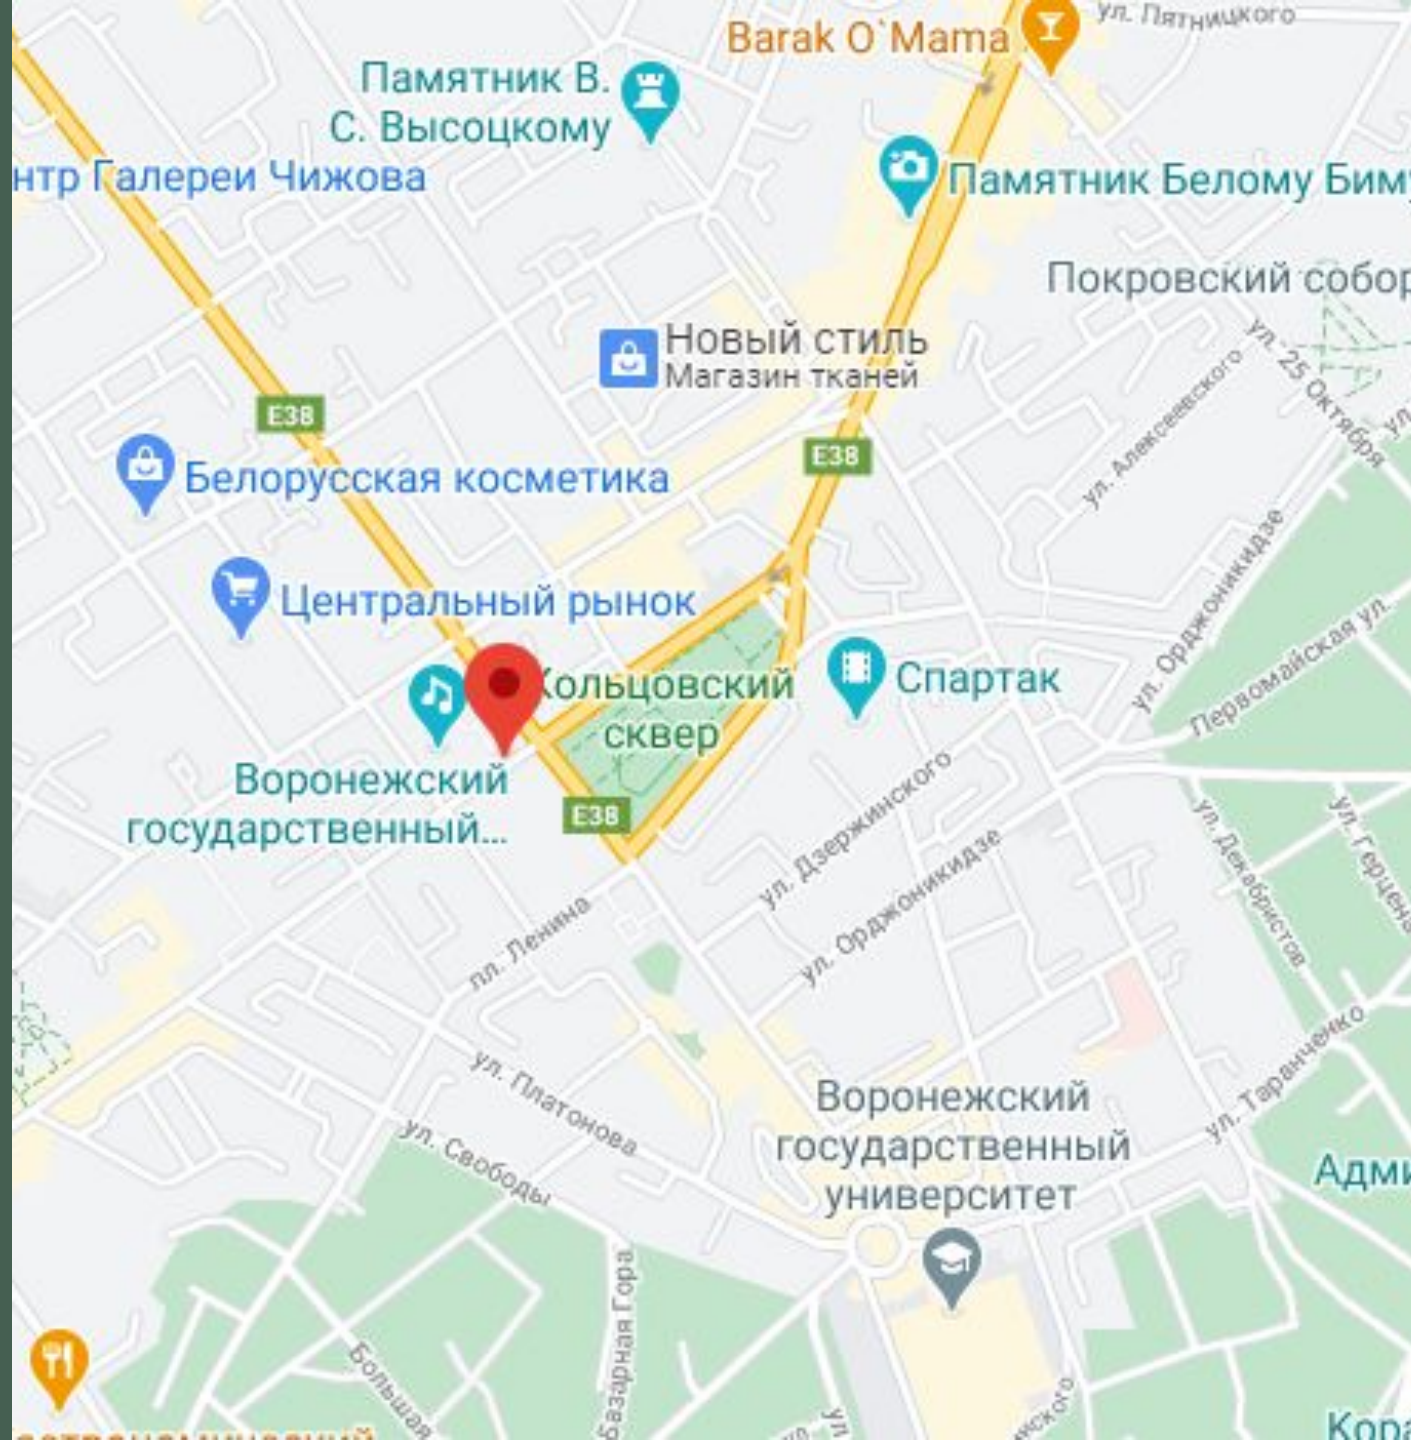 ул. Пятницкого
Barak O`Mama
Памятник В.
С. Высоцкому
нтр Галереи Чижова
Памятник Белому Биму
Покровский собор
ул. 25 Октября
Новый стиль
Магазин тканей
ул. Алексеевского
E38
ул
E38
Белорусская косметика
ул. Орджоникидзе
Центральный рынок
Первомайская ул.
Кольцовский
сквер
Спартак
Воронежский
государственный...
E38
ул. Дзержинского
ул. Орджоникидзе
ул. Декабристов
ул. Герцена
пл. Ленина
ул. Таранченко
ул. Платонова
ул. Свободы
Воронежский
государственный
университет
Адми
Базарная Гора
Большая
ул
нского
Кора